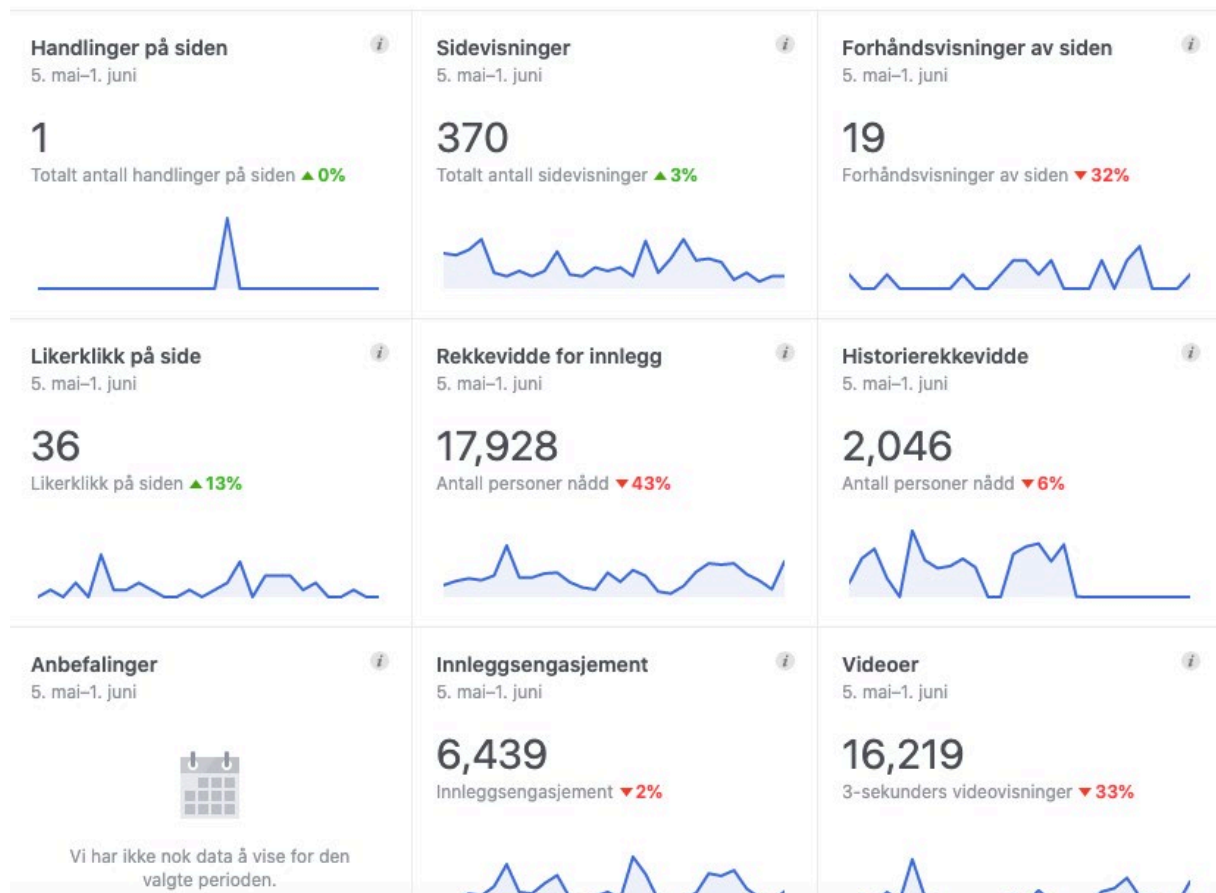 Handlinger på siden
5. mai–1. juni
1
Totalt antall handlinger på siden ▲ 0%
Sidevisninger
5. mai–1. juni
370
Totalt antall sidevisninger ▲ 3%
Forhåndsvisninger av siden
5. mai–1. juni
19
Forhåndsvisninger av siden ▼ 32%
Likerklikk på side
5. mai–1. juni
36
Likerklikk på siden ▲ 13%
Rekkevidde for innlegg
5. mai–1. juni
17,928
Antall personer nådd ▼ 43%
Historierekkevidde
5. mai–1. juni
2,046
Antall personer nådd ▼ 6%
Anbefalinger
5. mai–1. juni
Vi har ikke nok data å vise for den
valgte perioden.
Innleggsengasjement
5. mai–1. juni
6,439
Innleggsengasjement ▼ 2%
Videoer
5. mai–1. juni
16,219
3-sekunders videovisninger ▼ 33%